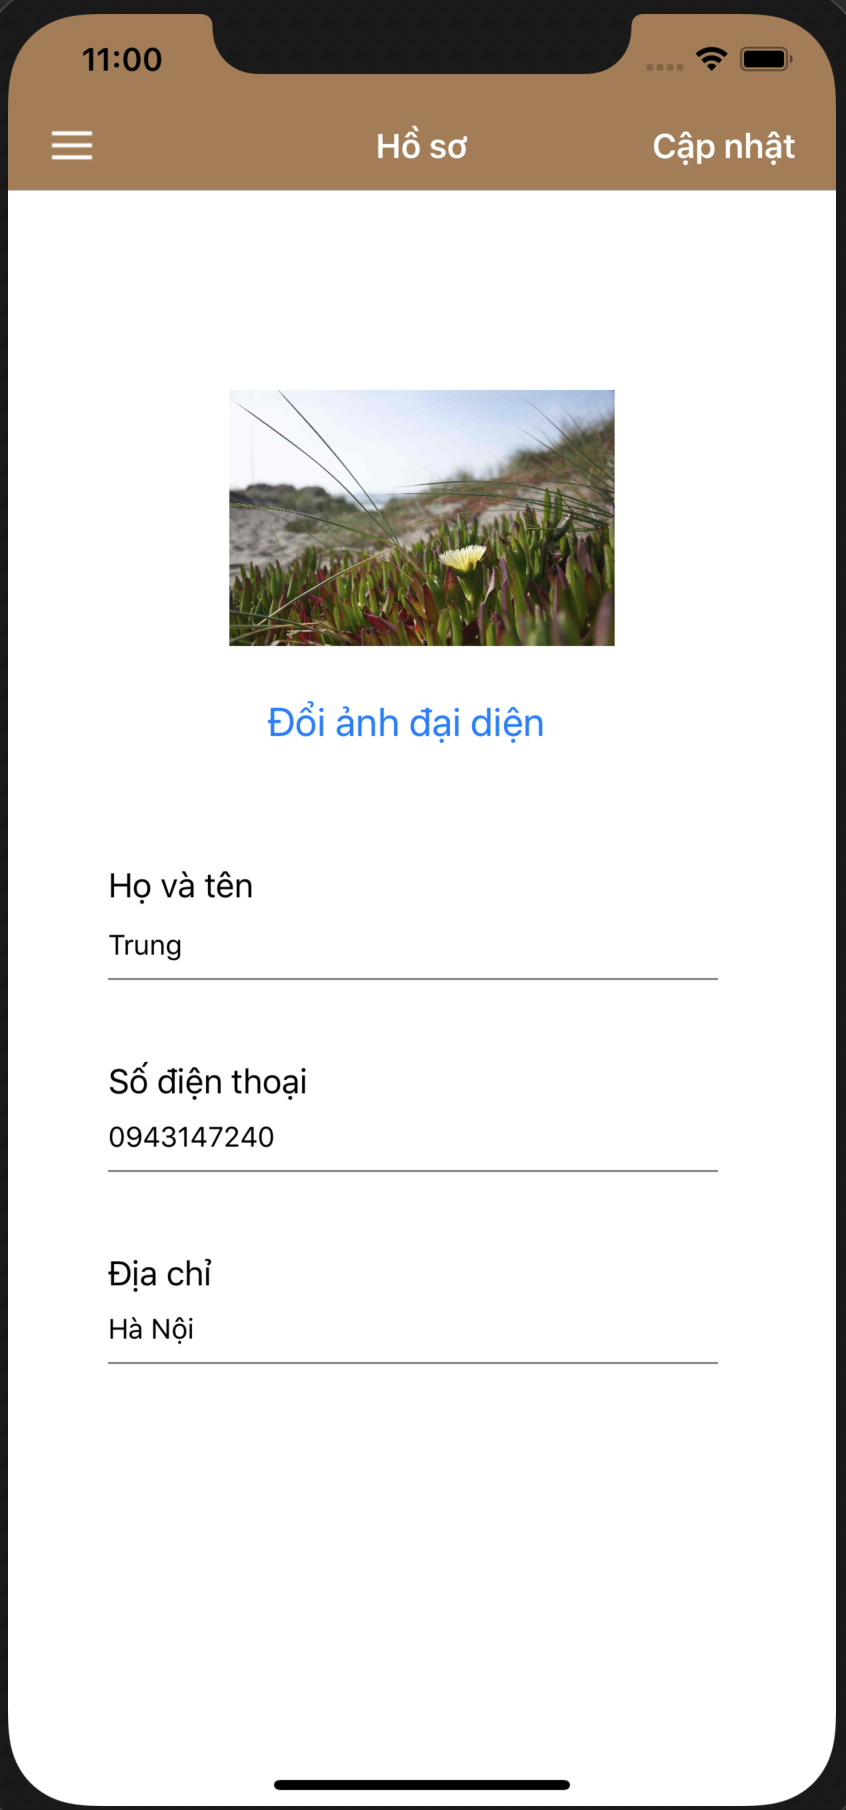 11:00
Hồ sơ
Cập nhật
Đổi ảnh đại diện
Họ và tên
Trung
Số điện thoại
0943147240
Địa chỉ
Hà Nội